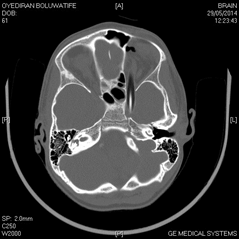 OYEDIRAN BOLUWATIFE
DOB:
61
[A]
BRAIN
29/05/2014
12:23:43
[R]
[L]
SP: 2.0mm
C250
W2000
[P]
GE MEDICAL SYSTEMS